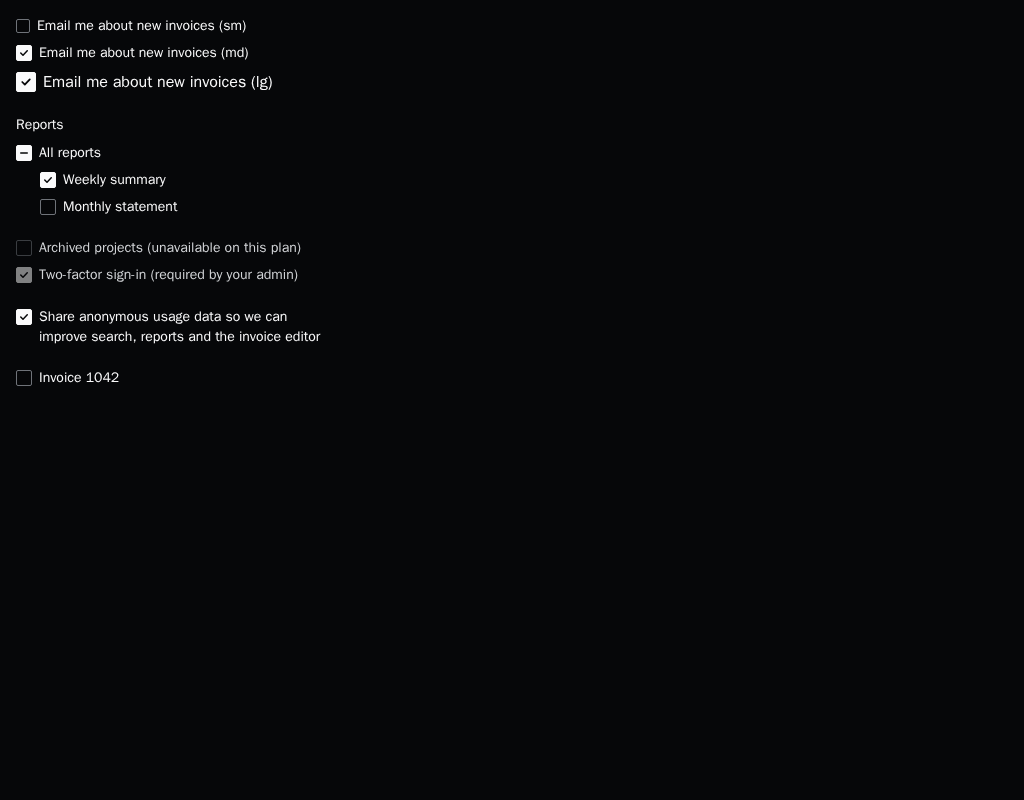 Email me about new invoices (sm)
Email me about new invoices (md)
Email me about new invoices (lg)
Reports
All reports
Weekly summary
Monthly statement
Archived projects (unavailable on this plan)
Two-factor sign-in (required by your admin)
Share anonymous usage data so we can
improve search, reports and the invoice editor
Invoice 1042